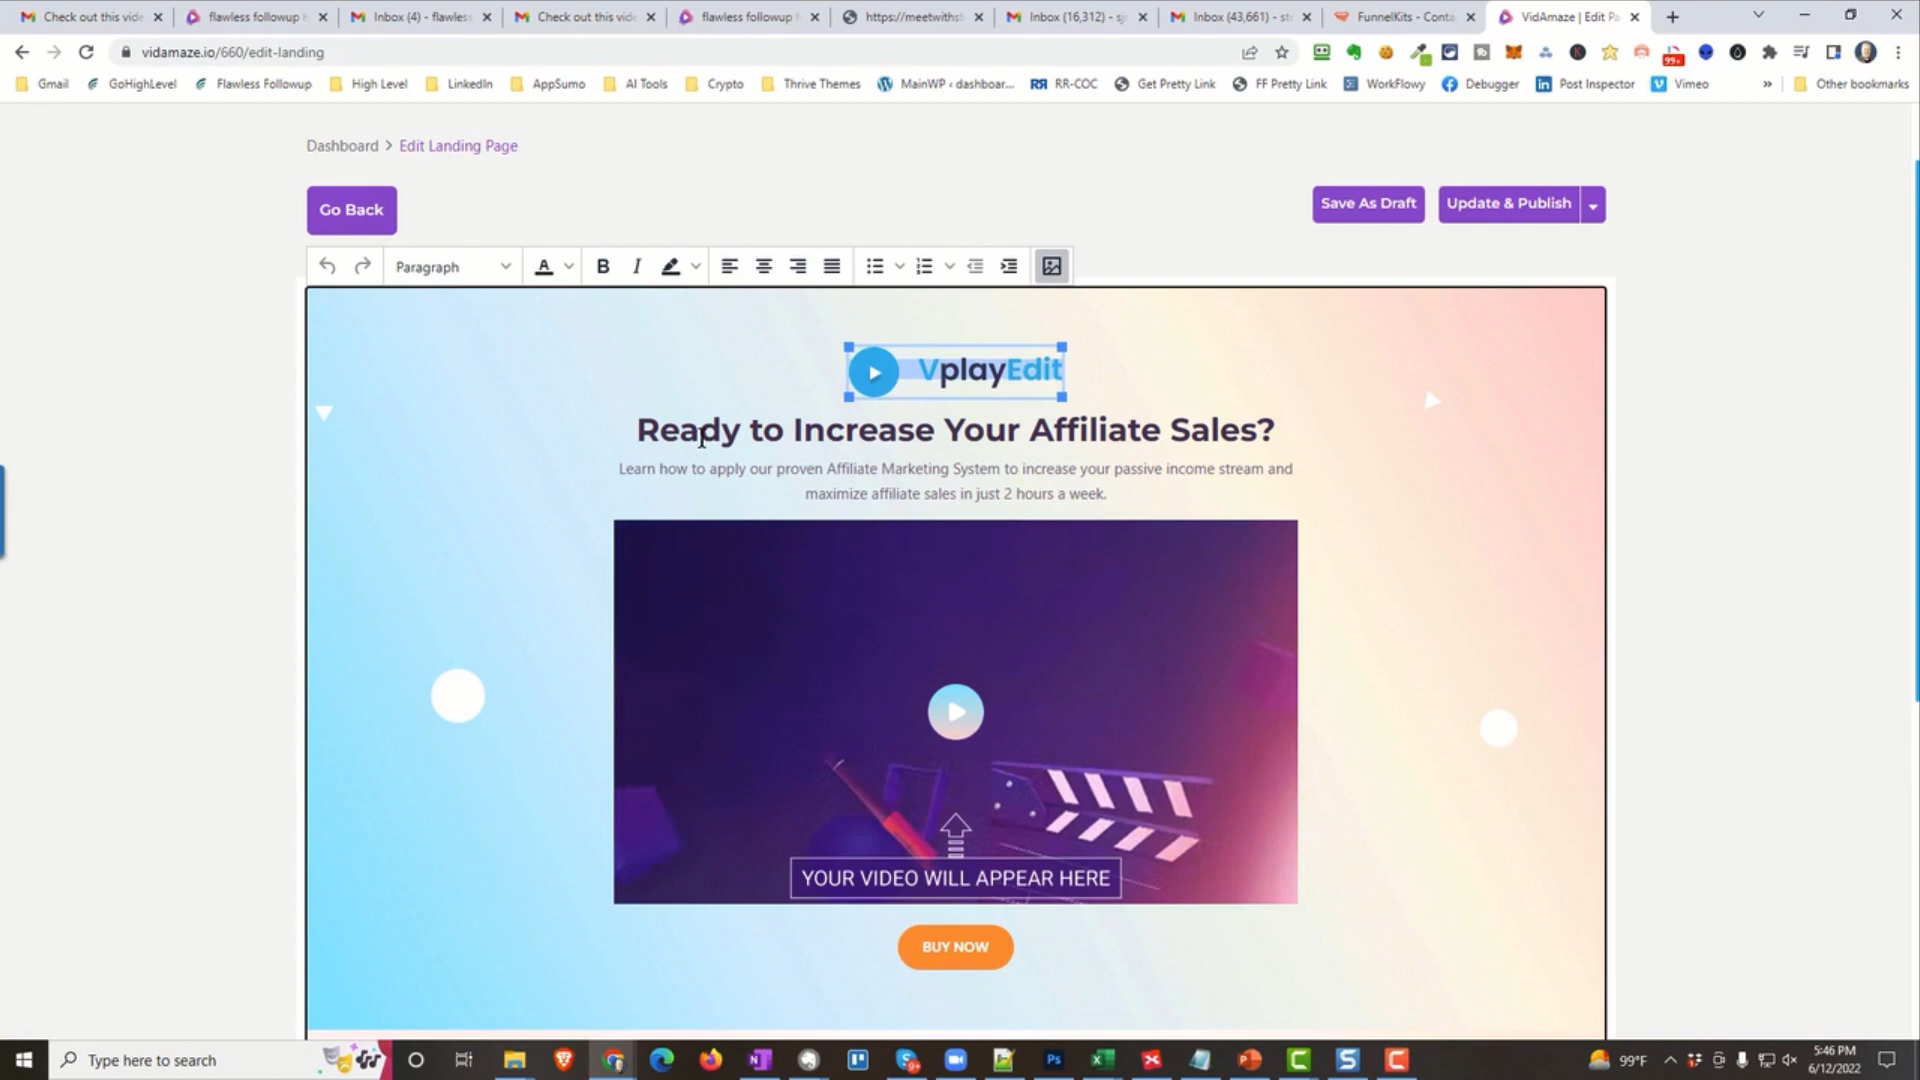 Check out this vide
flawless followup h
Inbox (4) - flawless
Check out this vide
flawless followup h
https://meetwithst
Inbox (16,312) - sj
Inbox (43,661) - st
FunnelKits - Conta
VidAmaze | Edit Pa
vidamaze.io/660/edit-landing
99+
Gmail
GoHighLevel
Flawless Followup
High Level
LinkedIn
AppSumo
AI Tools
Crypto
Thrive Themes
MainWP ‹ dashboar...
RR-COC
Get Pretty Link
FF Pretty Link
WorkFlowy
Debugger
Post Inspector
Vimeo
»
Other bookmarks
Dashboard > Edit Landing Page
Go Back
Save As Draft
Update & Publish
Paragraph
A
B
I
VplayEdit
Ready to Increase Your Affiliate Sales?
Learn how to apply our proven Affiliate Marketing System to increase your passive income stream and
maximize affiliate sales in just 2 hours a week.
YOUR VIDEO WILL APPEAR HERE
BUY NOW
Type here to search
99°F
5:46 PM
6/12/2022